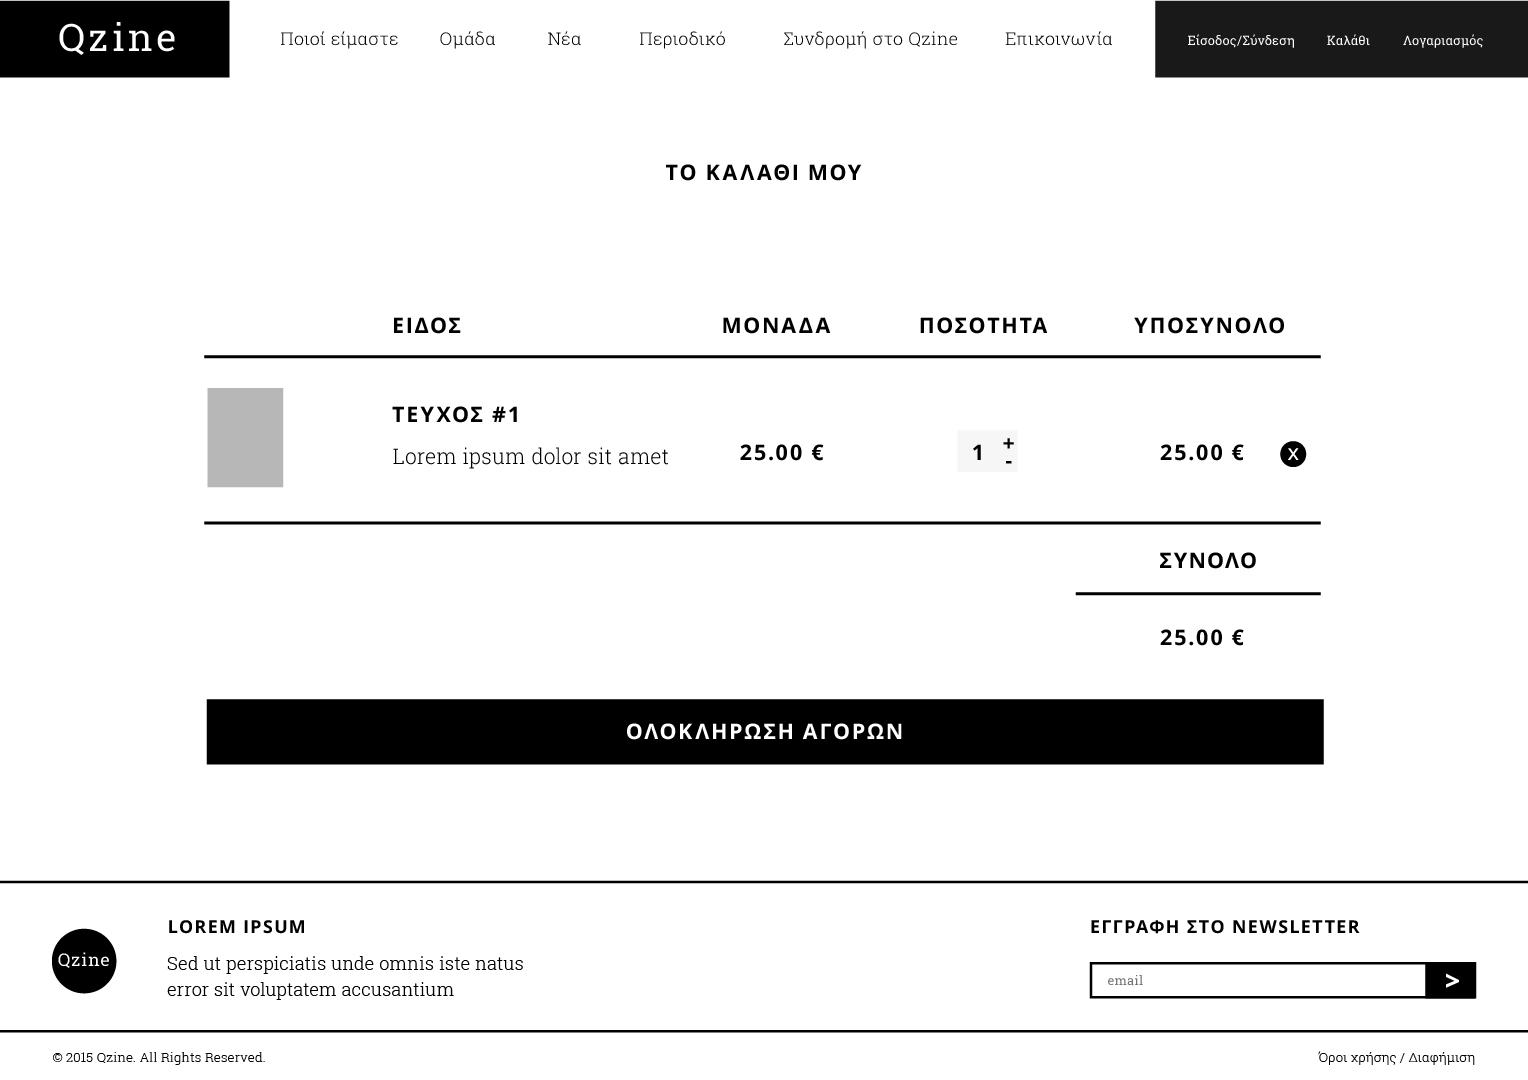 Qzine
Ποιοί είμαστε Ομάδα Νέα Περιοδικό Συνδρομή στο Qzine Επικοινωνία
Είσοδος/Σύνδεση Καλάθι Λογαριασμός
ΤΟ ΚΑΛΑΘΙ ΜΟΥ
ΕΙΔΟΣ ΜΟΝΑΔΑ ΠΟΣΟΤΗΤΑ ΥΠΟΣΥΝΟΛΟ
ΤΕΥΧΟΣ #1
Lorem ipsum dolor sit amet
25.00 € 1 + - 25.00 € X
ΣΥΝΟΛΟ
25.00 €
ΟΛΟΚΛΗΡΩΣΗ ΑΓΟΡΩΝ
Qzine
LOREM IPSUM
Sed ut perspiciatis unde omnis iste natus
error sit voluptatem accusantium
ΕΓΓΡΑΦΗ ΣΤΟ NEWSLETTER
email >
© 2015 Qzine. All Rights Reserved.
Όροι χρήσης / Διαφήμιση